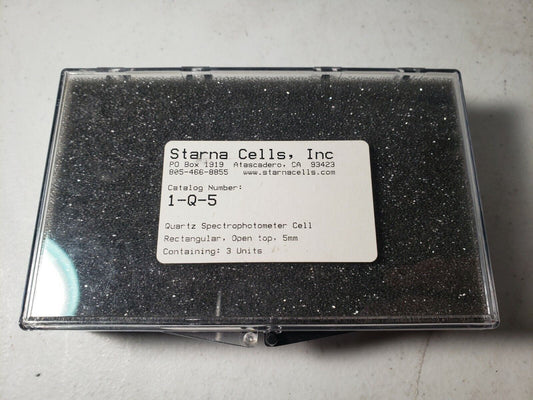 Starna Cells, Inc
PO Box 1919 Atascadero, CA 93423
805-466-8855 www.starnacells.com
Catalog Number:
1-Q-5
Quartz Spectrophotometer Cell
Rectangular, Open top, 5mm
Containing: 3 Units